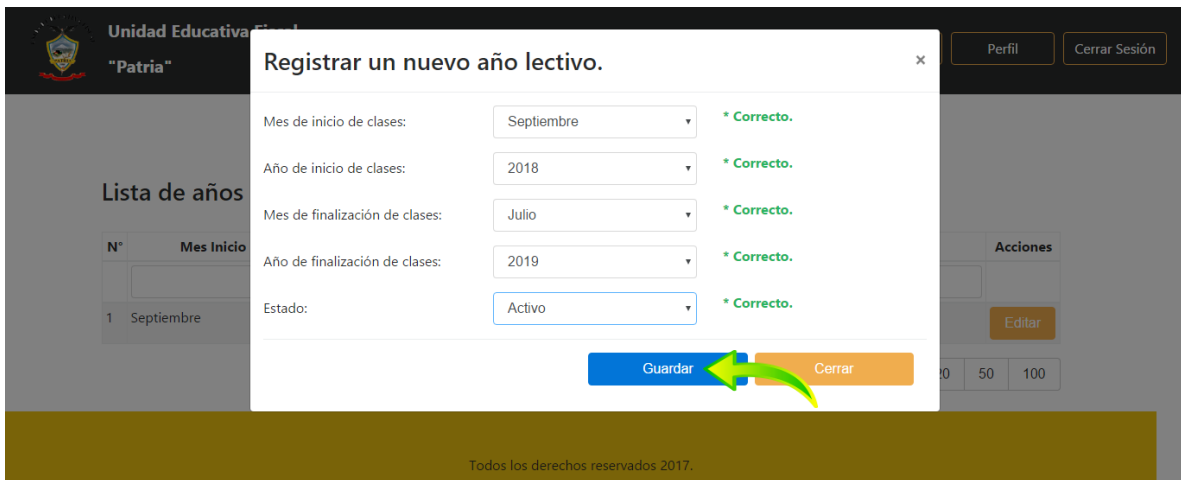 Unidad Educativa Fiscal
"Patria"
Perfil
Cerrar Sesión
Registrar un nuevo año lectivo.
×
Mes de inicio de clases: Septiembre * Correcto.
Año de inicio de clases: 2018 * Correcto.
Mes de finalización de clases: Julio * Correcto.
Año de finalización de clases: 2019 * Correcto.
Estado: Activo * Correcto.
Guardar Cerrar
Lista de años
N° Mes Inicio Acciones
1 Septiembre Editar
50 100
Todos los derechos reservados 2017.